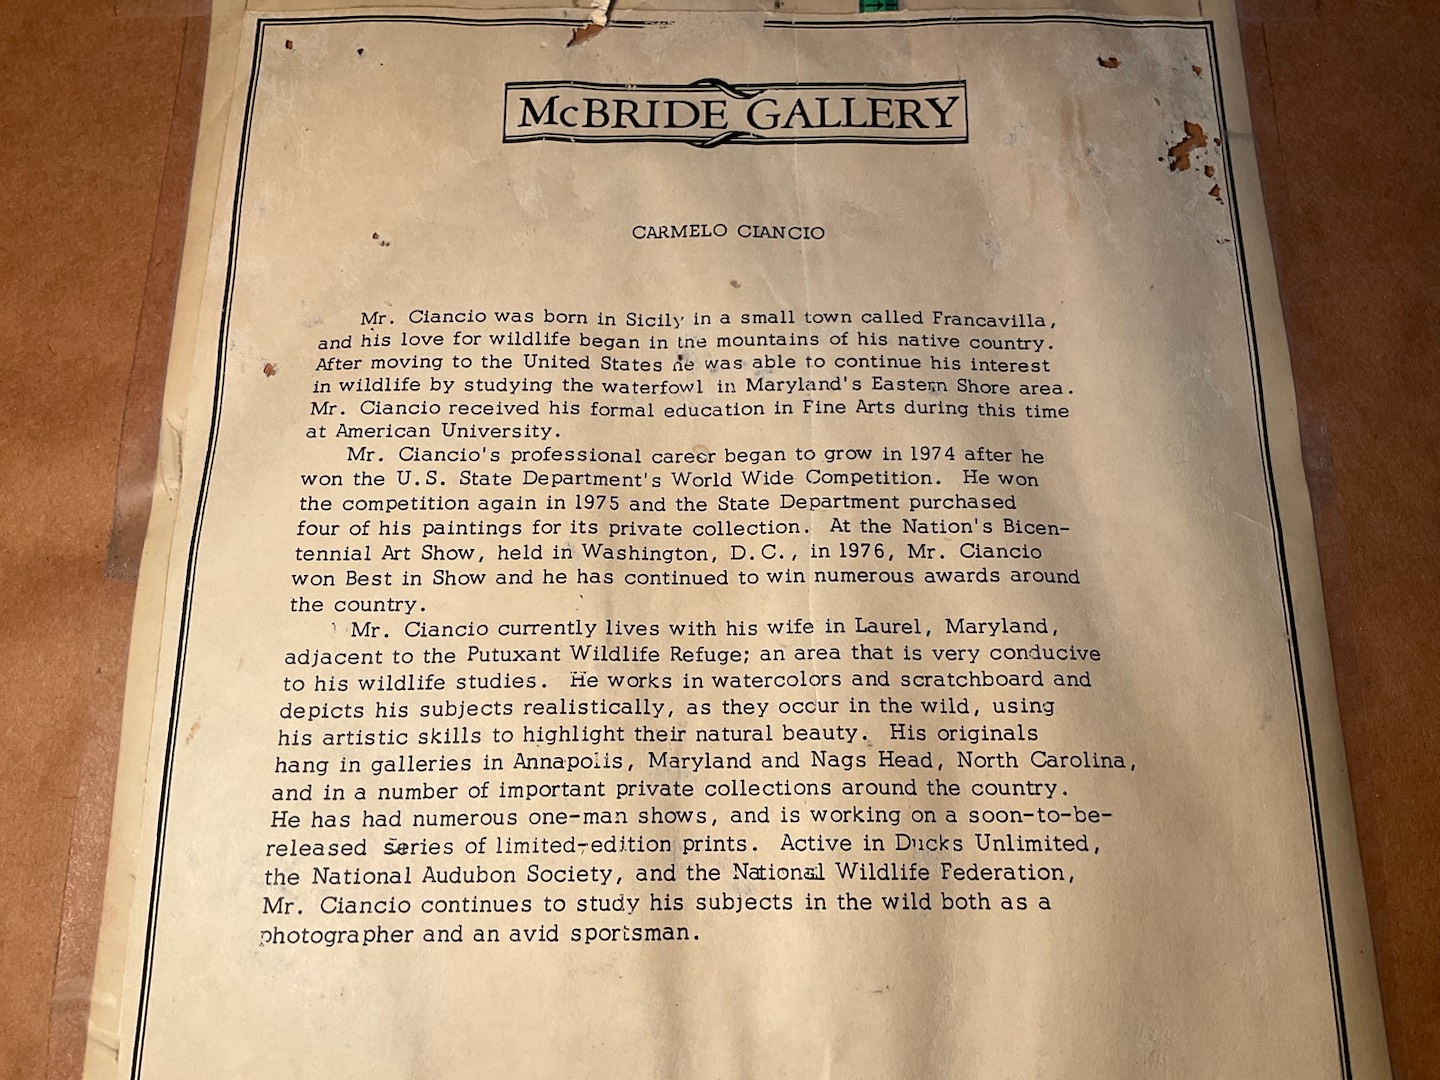 McBRIDE GALLERY
CARMELO CIANCIO
Mr. Ciancio was born in Sicily in a small town called Francavilla,
and his love for wildlife began in the mountains of his native country.
After moving to the United States he was able to continue his interest
in wildlife by studying the waterfowl in Maryland's Eastern Shore area.
Mr. Ciancio received his formal education in Fine Arts during this time
at American University.
Mr. Ciancio's professional career began to grow in 1974 after he
won the U.S. State Department's World Wide Competition. He won
the competition again in 1975 and the State Department purchased
four of his paintings for its private collection. At the Nation's Bicen-
tennial Art Show, held in Washington, D.C., in 1976, Mr. Ciancio
won Best in Show and he has continued to win numerous awards around
the country.
Mr. Ciancio currently lives with his wife in Laurel, Maryland,
adjacent to the Putuxant Wildlife Refuge; an area that is very conducive
to his wildlife studies. He works in watercolors and scratchboard and
depicts his subjects realistically, as they occur in the wild, using
his artistic skills to highlight their natural beauty. His originals
hang in galleries in Annapolis, Maryland and Nags Head, North Carolina,
and in a number of important private collections around the country.
He has had numerous one-man shows, and is working on a soon-to-be-
released series of limited-edition prints. Active in Ducks Unlimited,
the National Audubon Society, and the National Wildlife Federation,
Mr. Ciancio continues to study his subjects in the wild both as a
photographer and an avid sportsman.